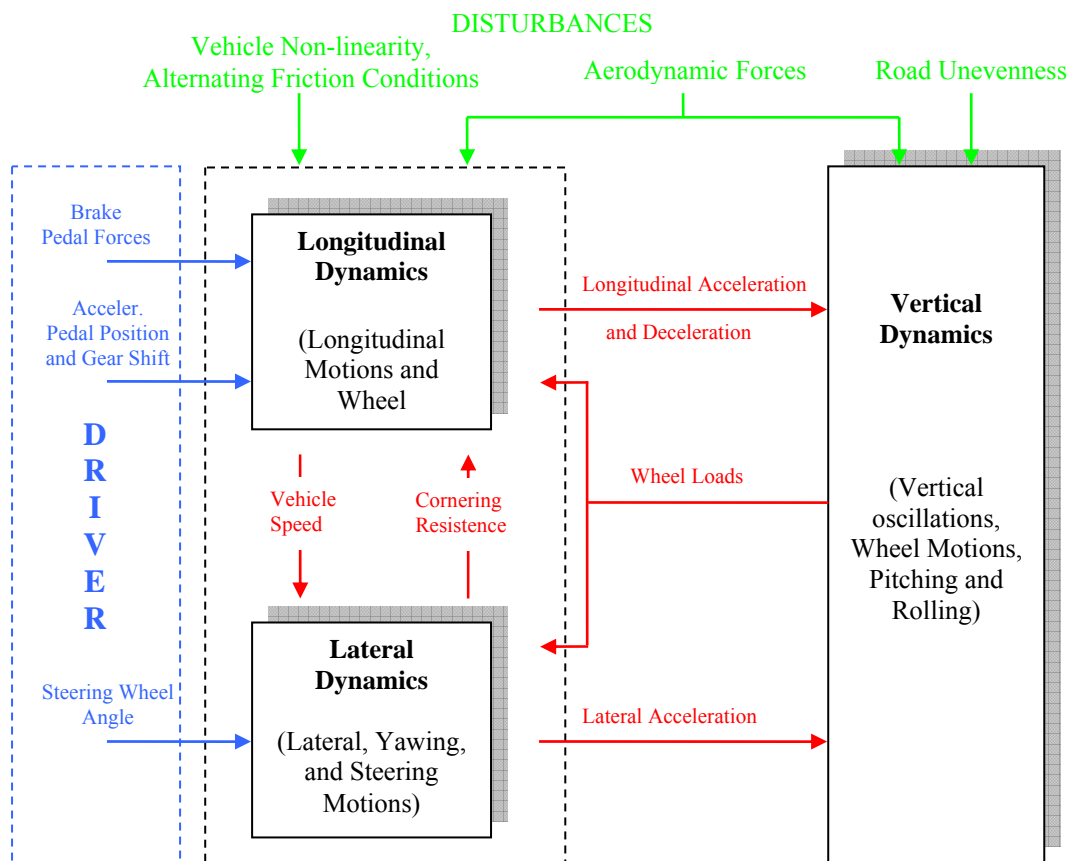 DISTURBANCES
Vehicle Non-linearity,
Alternating Friction Conditions
Aerodynamic Forces
Road Unevenness
Brake
Pedal Forces
Acceler.
Pedal Position
and Gear Shift
D
R
I
V
E
R
Steering Wheel
Angle
Longitudinal
Dynamics
(Longitudinal
Motions and
Wheel
Vehicle
Speed
Cornering
Resistence
Lateral
Dynamics
(Lateral, Yawing,
and Steering
Motions)
Longitudinal Acceleration
and Deceleration
Wheel Loads
Lateral Acceleration
Vertical
Dynamics
(Vertical
oscillations,
Wheel Motions,
Pitching and
Rolling)